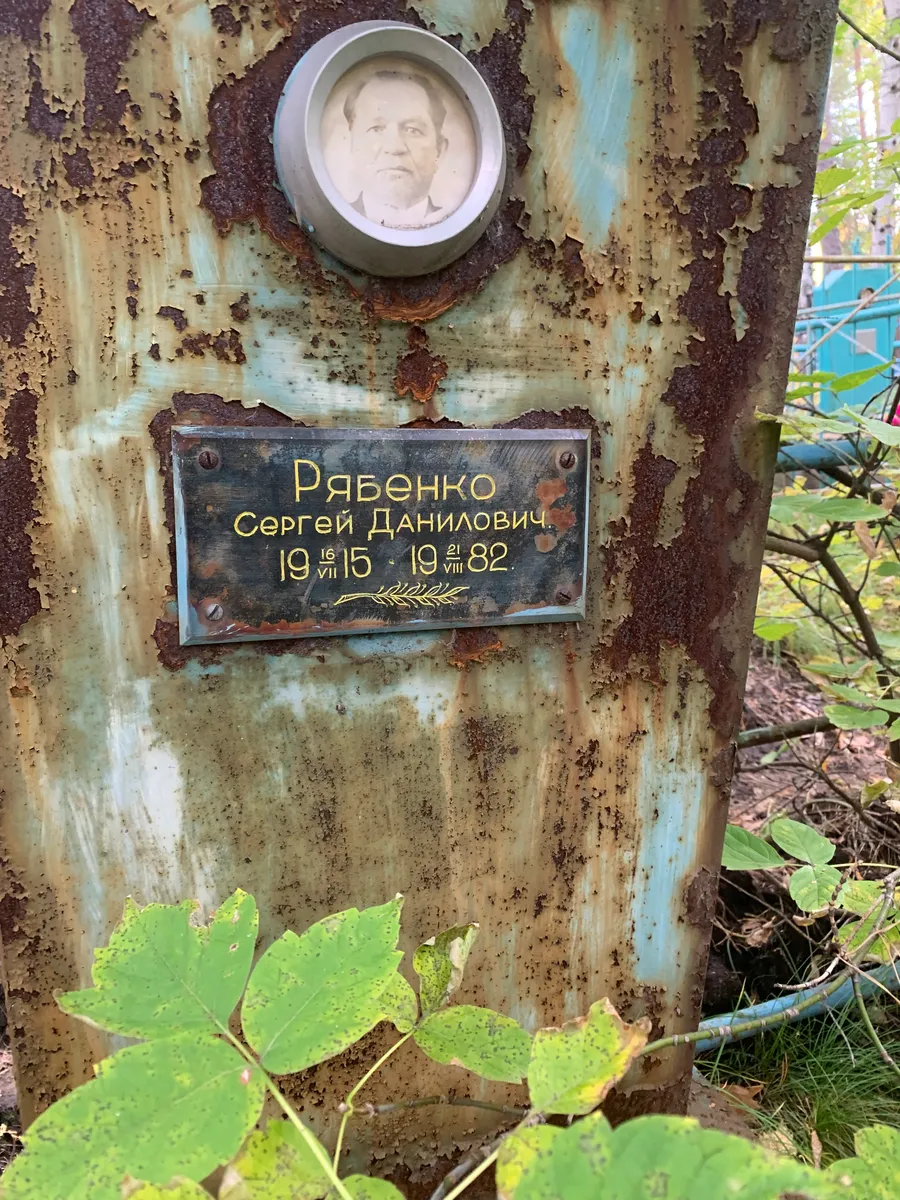 Рябенко
Сергей Данилович.
19 16/VII 15 · 19 21/VIII 82.